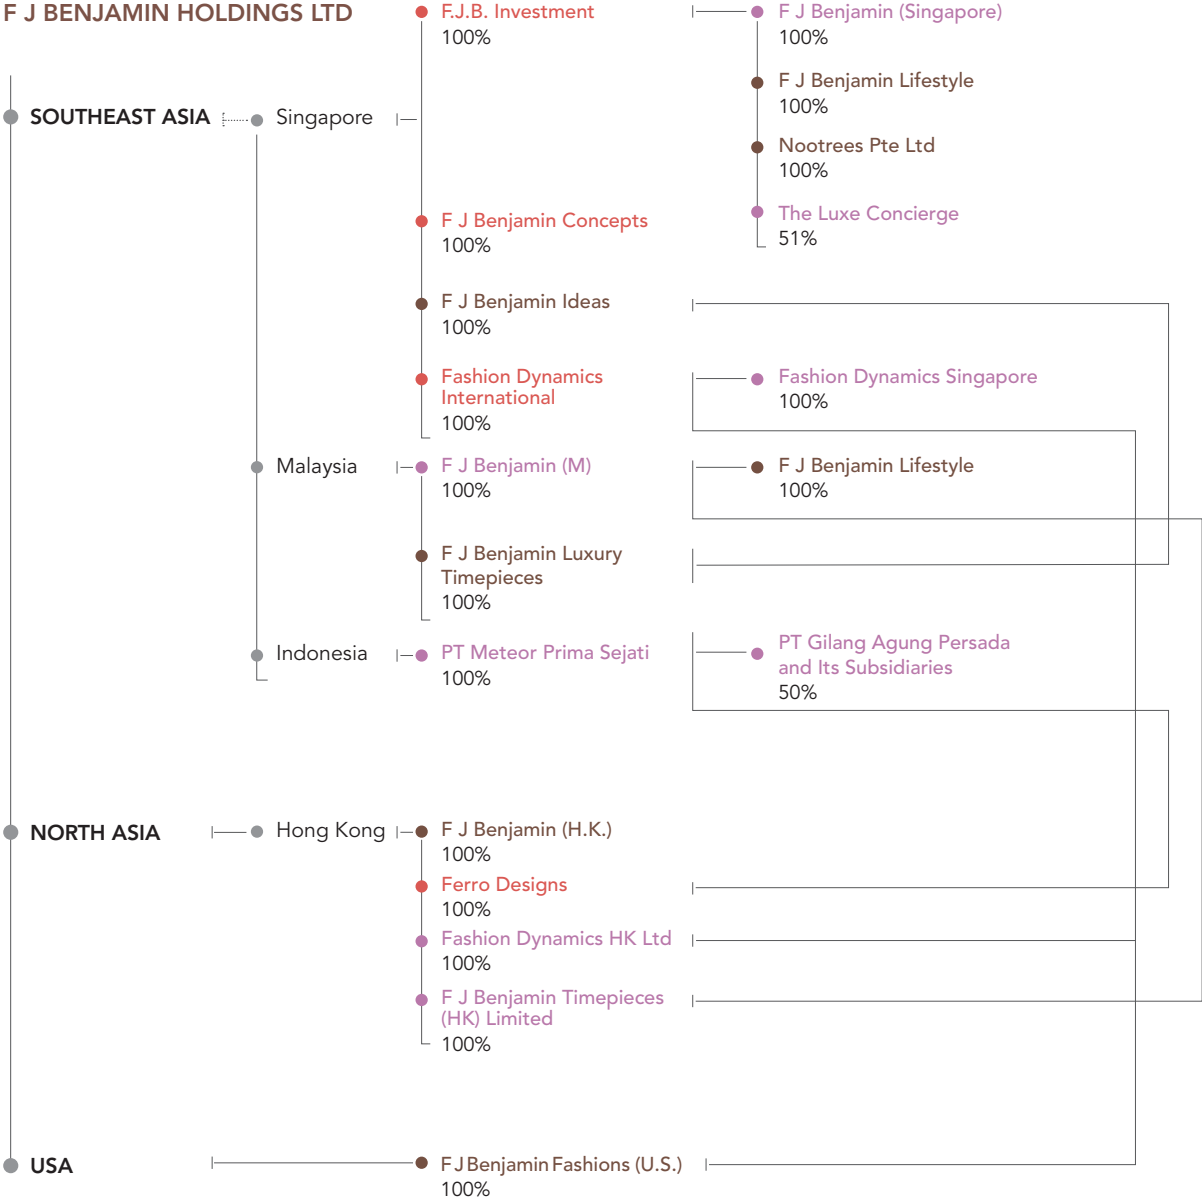 F J BENJAMIN HOLDINGS LTD
F.J.B. Investment
100%
F J Benjamin (Singapore)
100%
F J Benjamin Lifestyle
100%
SOUTHEAST ASIA
Singapore
Nootrees Pte Ltd
100%
The Luxe Concierge
51%
F J Benjamin Concepts
100%
F J Benjamin Ideas
100%
Fashion Dynamics
International
100%
Fashion Dynamics Singapore
100%
Malaysia
F J Benjamin (M)
100%
F J Benjamin Lifestyle
100%
F J Benjamin Luxury
Timepieces
100%
Indonesia
PT Meteor Prima Sejati
100%
PT Gilang Agung Persada
and Its Subsidiaries
50%
NORTH ASIA
Hong Kong
F J Benjamin (H.K.)
100%
Ferro Designs
100%
Fashion Dynamics HK Ltd
100%
F J Benjamin Timepieces
(HK) Limited
100%
USA
F J Benjamin Fashions (U.S.)
100%